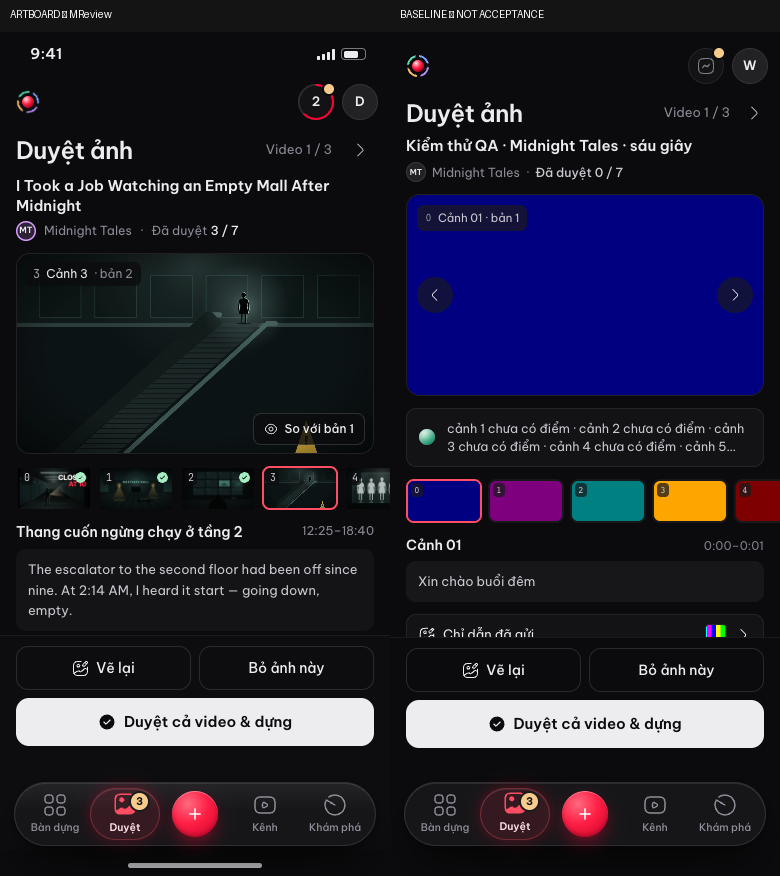 ARTBOARD MReview
9:41
2
D
Duyệt ảnh
Video 1 / 3
I Took a Job Watching an Empty Mall After
Midnight
MT
Midnight Tales · Đã duyệt 3 / 7
3 Cảnh 3 · bản 2
So với bản 1
0
1
2
3
4
Thang cuốn ngừng chạy ở tầng 2
12:25–18:40
The escalator to the second floor had been off since
nine. At 2:14 AM, I heard it start — going down,
empty.
Vẽ lại
Bỏ ảnh này
Duyệt cả video & dựng
Bàn dựng
3
Duyệt
Kênh
Khám phá
BASELINE NOT ACCEPTANCE
W
Duyệt ảnh
Video 1 / 3
Kiểm thử QA · Midnight Tales · sáu giây
MT
Midnight Tales · Đã duyệt 0 / 7
0 Cảnh 01 · bản 1
cảnh 1 chưa có điểm · cảnh 2 chưa có điểm · cảnh
3 chưa có điểm · cảnh 4 chưa có điểm · cảnh 5...
0
1
2
3
4
Cảnh 01
0:00–0:01
Xin chào buổi đêm
Chỉ dẫn đã gửi
Vẽ lại
Bỏ ảnh này
Duyệt cả video & dựng
Bàn dựng
3
Duyệt
Kênh
Khám phá